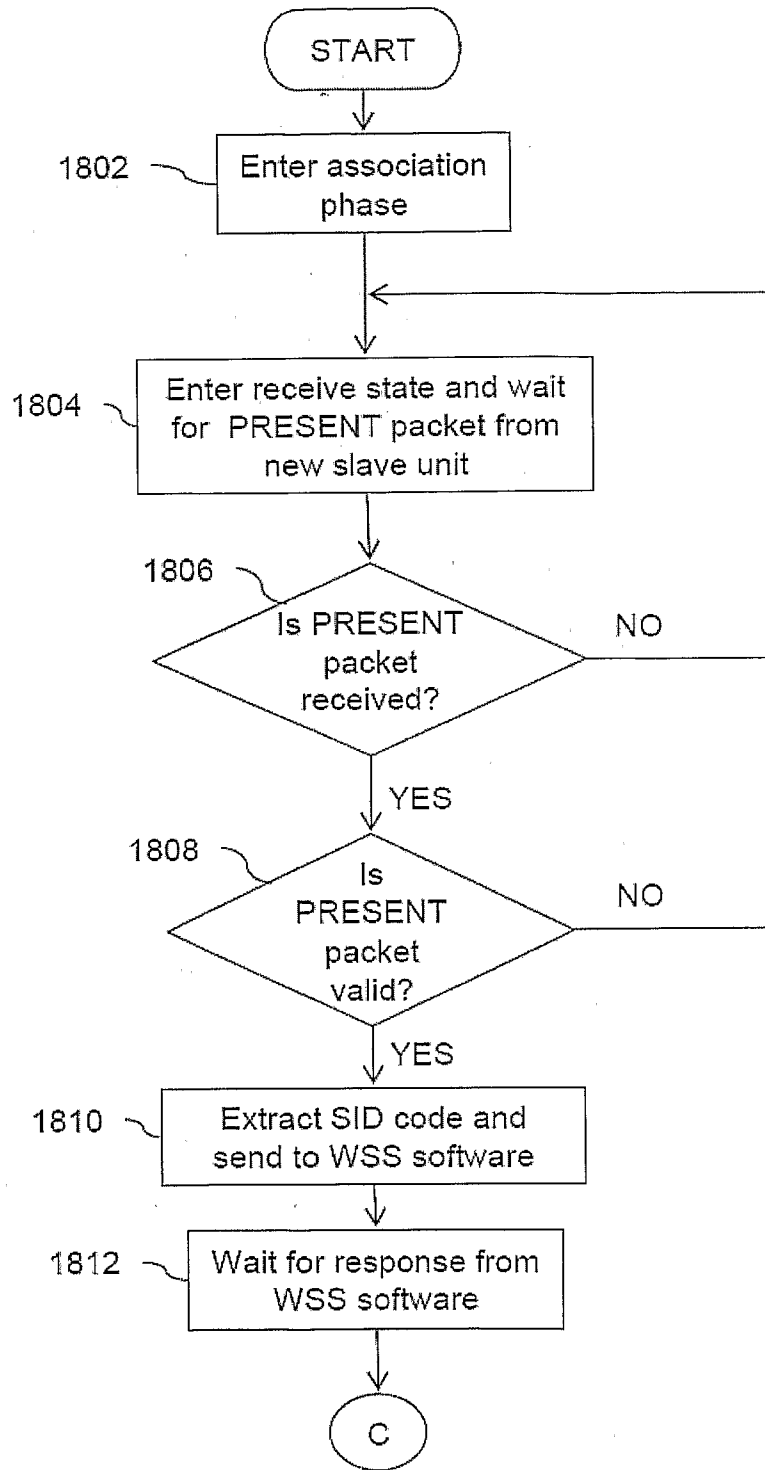 START
1802
Enter association
phase
1804
Enter receive state and wait
for PRESENT packet from
new slave unit
1806
Is PRESENT
packet
received?
NO
YES
1808
Is
PRESENT
packet
valid?
NO
YES
1810
Extract SID code and
send to WSS software
1812
Wait for response from
WSS software
C